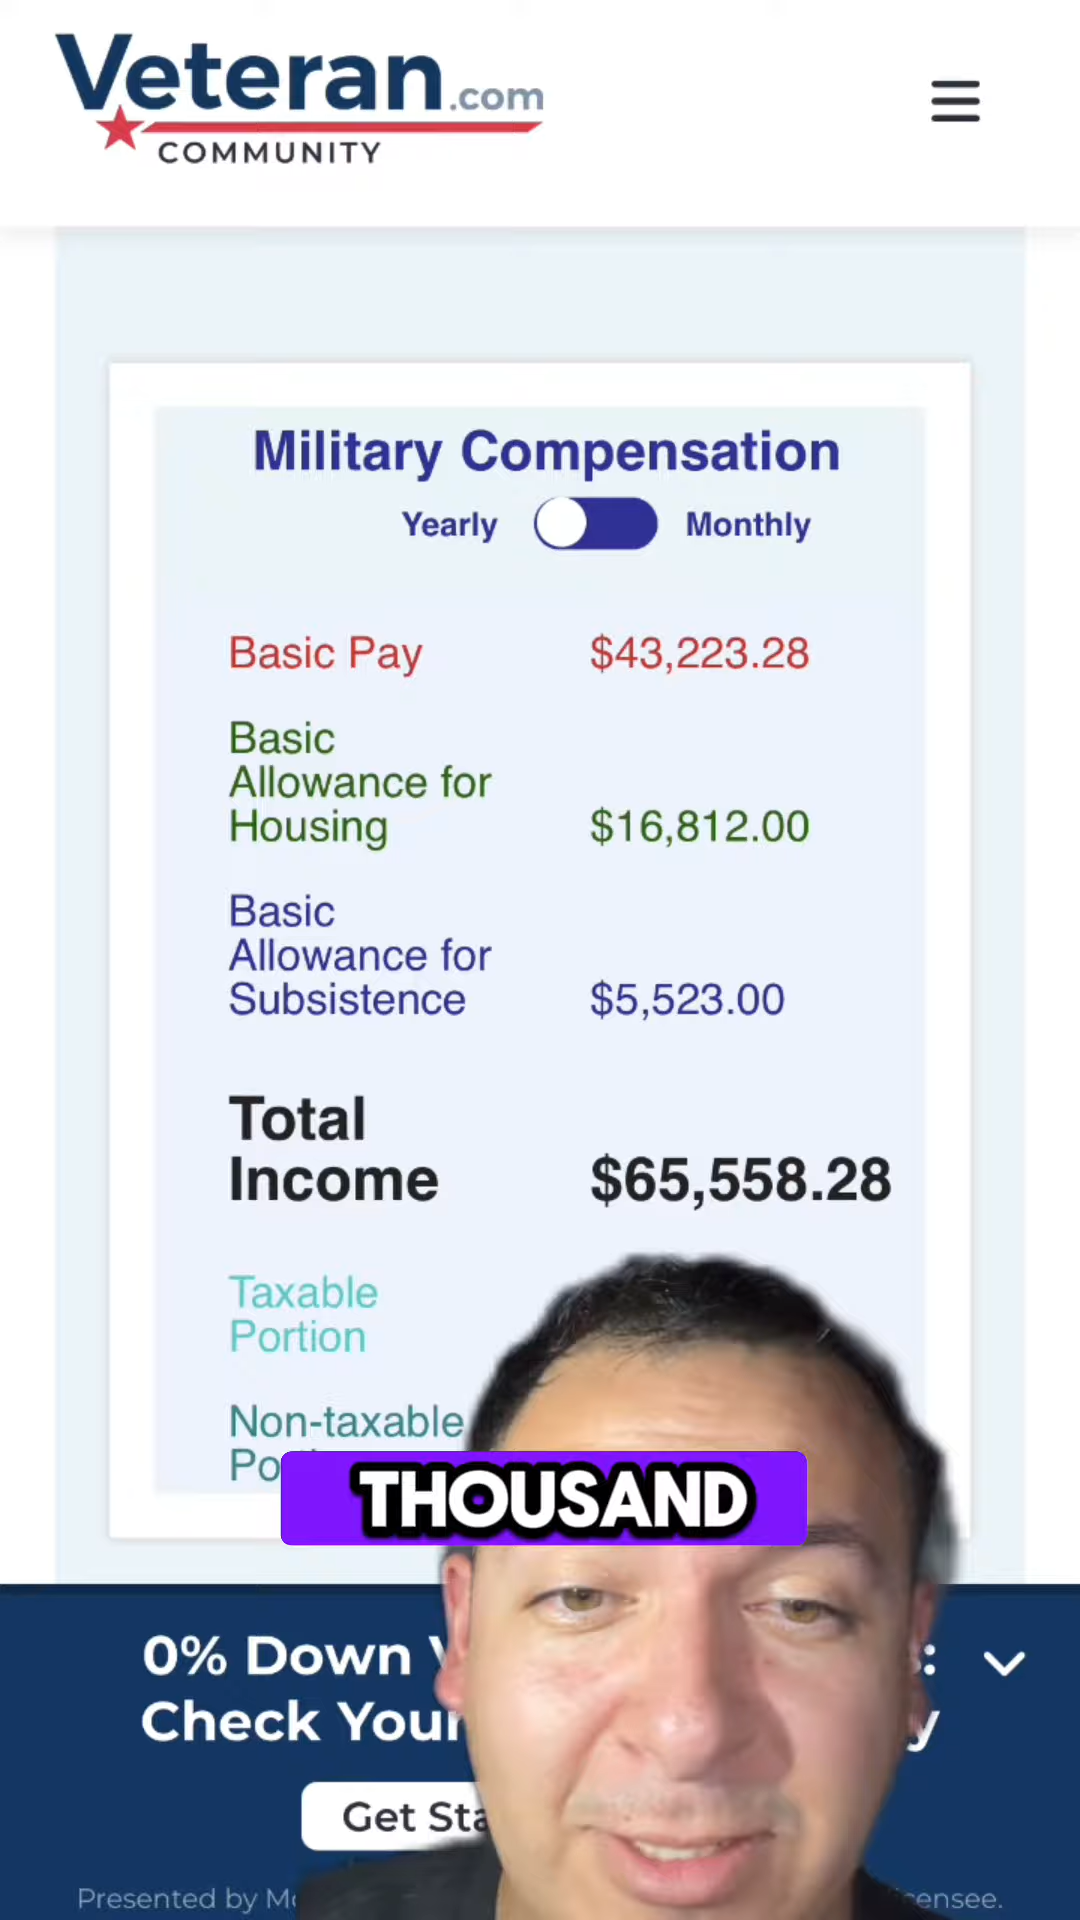 Veteran.com
COMMUNITY
Military Compensation
Yearly Monthly
Basic Pay $43,223.28
Basic
Allowance for
Housing $16,812.00
Basic
Allowance for
Subsistence $5,523.00
Total
Income $65,558.28
Taxable
Portion
Non-taxable
THOUSAND
0% Down
Check Your
Get
Presented by